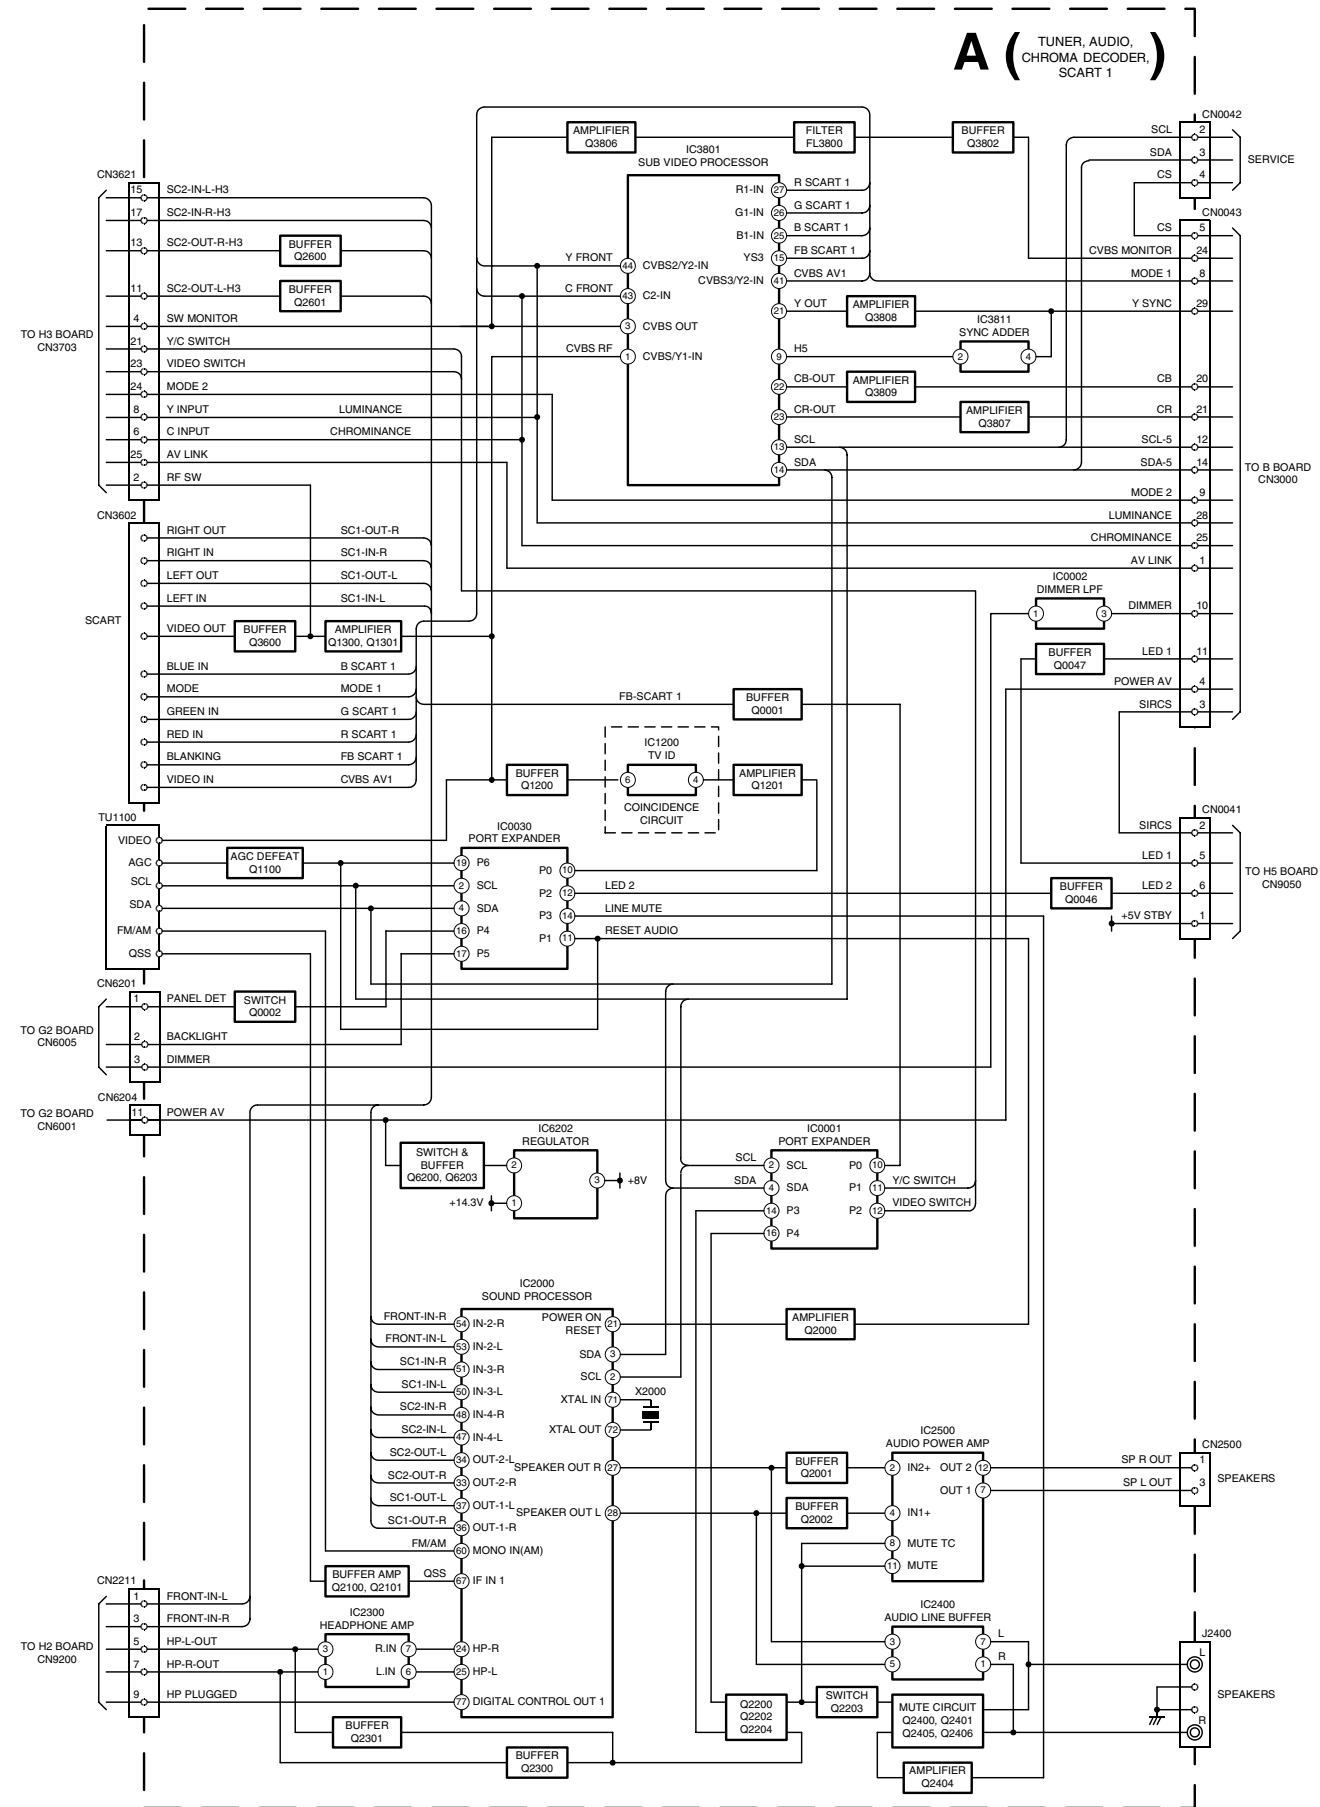 A ( TUNER, AUDIO,
CHROMA DECODER,
SCART 1 )
CN3621
15 SC2-IN-L-H3
17 SC2-IN-R-H3
13 SC2-OUT-R-H3
BUFFER
Q2600
11 SC2-OUT-L-H3
BUFFER
Q2601
4 SW MONITOR
21 Y/C SWITCH
23 VIDEO SWITCH
24 MODE 2
8 Y INPUT LUMINANCE
6 C INPUT CHROMINANCE
25 AV LINK
2 RF SW
TO H3 BOARD
CN3703
AMPLIFIER
Q3806
FILTER
FL3800
BUFFER
Q3802
IC3801
SUB VIDEO PROCESSOR
Y FRONT 44 CVBS2/Y2-IN
C FRONT 43 C2-IN
3 CVBS OUT
CVBS RF 1 CVBS/Y1-IN
R1-IN 27 R SCART 1
G1-IN 26 G SCART 1
B1-IN 25 B SCART 1
YS3 15 FB SCART 1
CVBS3/Y2-IN 41 CVBS AV1
21 Y OUT
AMPLIFIER
Q3808
9 H5
IC3811
SYNC ADDER
2 4
22 CB-OUT
AMPLIFIER
Q3809
23 CR-OUT
AMPLIFIER
Q3807
13 SCL
14 SDA
CN0042
SCL 2
SDA 3
CS 4
SERVICE
CN0043
CS 5
CVBS MONITOR 24
MODE 1 8
Y SYNC 29
CB 20
CR 21
SCL-5 12
SDA-5 14
MODE 2 9
LUMINANCE 28
CHROMINANCE 25
AV LINK 1
IC0002
DIMMER LPF
1 3
DIMMER 10
BUFFER
Q0047
LED 1 11
POWER AV 4
SIRCS 3
TO B BOARD
CN3000
CN3602
RIGHT OUT SC1-OUT-R
RIGHT IN SC1-IN-R
LEFT OUT SC1-OUT-L
LEFT IN SC1-IN-L
VIDEO OUT
BUFFER
Q3600
AMPLIFIER
Q1300, Q1301
BLUE IN B SCART 1
MODE MODE 1
GREEN IN G SCART 1
RED IN R SCART 1
BLANKING FB SCART 1
VIDEO IN CVBS AV1
SCART
FB-SCART 1
BUFFER
Q0001
BUFFER
Q1200
IC1200
TV ID
6 4
COINCIDENCE
CIRCUIT
AMPLIFIER
Q1201
TU1100
VIDEO
AGC
SCL
SDA
FM/AM
QSS
AGC DEFEAT
Q1100
IC0030
PORT EXPANDER
19 P6
2 SCL
4 SDA
16 P4
17 P5
P0 10
P2 12 LED 2
P3 14 LINE MUTE
P1 11 RESET AUDIO
CN0041
SIRCS 2
LED 1 5
BUFFER
Q0046
LED 2 6
+5V STBY 1
TO H5 BOARD
CN9050
CN6201
1 PANEL DET
SWITCH
Q0002
2 BACKLIGHT
3 DIMMER
TO G2 BOARD
CN6005
CN6204
11 POWER AV
TO G2 BOARD
CN6001
SWITCH &
BUFFER
Q6200, Q6203
IC6202
REGULATOR
2
+14.3V 1
3 +8V
IC0001
PORT EXPANDER
SCL 2 SCL
SDA 4 SDA
14 P3
16 P4
P0 10
P1 11 Y/C SWITCH
P2 12 VIDEO SWITCH
IC2000
SOUND PROCESSOR
FRONT-IN-R 54 IN-2-R
FRONT-IN-L 53 IN-2-L
SC1-IN-R 51 IN-3-R
SC1-IN-L 50 IN-3-L
SC2-IN-R 48 IN-4-R
SC2-IN-L 47 IN-4-L
SC2-OUT-L 34 OUT-2-L
SC2-OUT-R 33 OUT-2-R
SC1-OUT-L 37 OUT-1-L
SC1-OUT-R 36 OUT-1-R
FM/AM 60 MONO IN(AM)
BUFFER AMP
Q2100, Q2101
QSS 67 IF IN 1
24 HP-R
25 HP-L
77 DIGITAL CONTROL OUT 1
POWER ON
RESET 21
SDA 3
SCL 2
XTAL IN 71
XTAL OUT 72
X2000
SPEAKER OUT R 27
SPEAKER OUT L 28
AMPLIFIER
Q2000
BUFFER
Q2001
BUFFER
Q2002
IC2500
AUDIO POWER AMP
2 IN2+ OUT 2 12
OUT 1 7
4 IN1+
8 MUTE TC
11 MUTE
CN2500
SP R OUT 1
SP L OUT 3
SPEAKERS
IC2400
AUDIO LINE BUFFER
3 7 L
5 1 R
CN2211
1 FRONT-IN-L
3 FRONT-IN-R
5 HP-L-OUT
7 HP-R-OUT
9 HP PLUGGED
TO H2 BOARD
CN9200
IC2300
HEADPHONE AMP
3 R.IN 7
1 L.IN 6
BUFFER
Q2301
BUFFER
Q2300
Q2200
Q2202
Q2204
SWITCH
Q2203
MUTE CIRCUIT
Q2400, Q2401
Q2405, Q2406
AMPLIFIER
Q2404
J2400
L
R
SPEAKERS